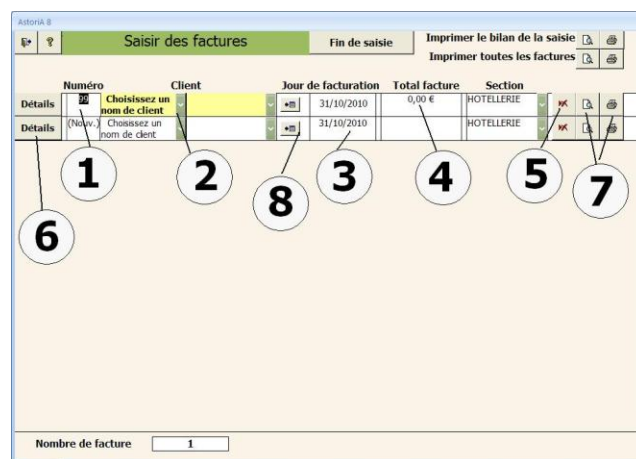 AstoriA 8
Saisir des factures
Fin de saisie
Imprimer le bilan de la saisie
Imprimer toutes les factures
Numéro Client Jour de facturation Total facture Section
Détails 99 Choisissez un nom de client 31/10/2010 0,00 € HOTELLERIE
Détails (Nouv.) Choisissez un nom de client 31/10/2010 HOTELLERIE
1 2 8 3 4 5 7
6
Nombre de facture 1